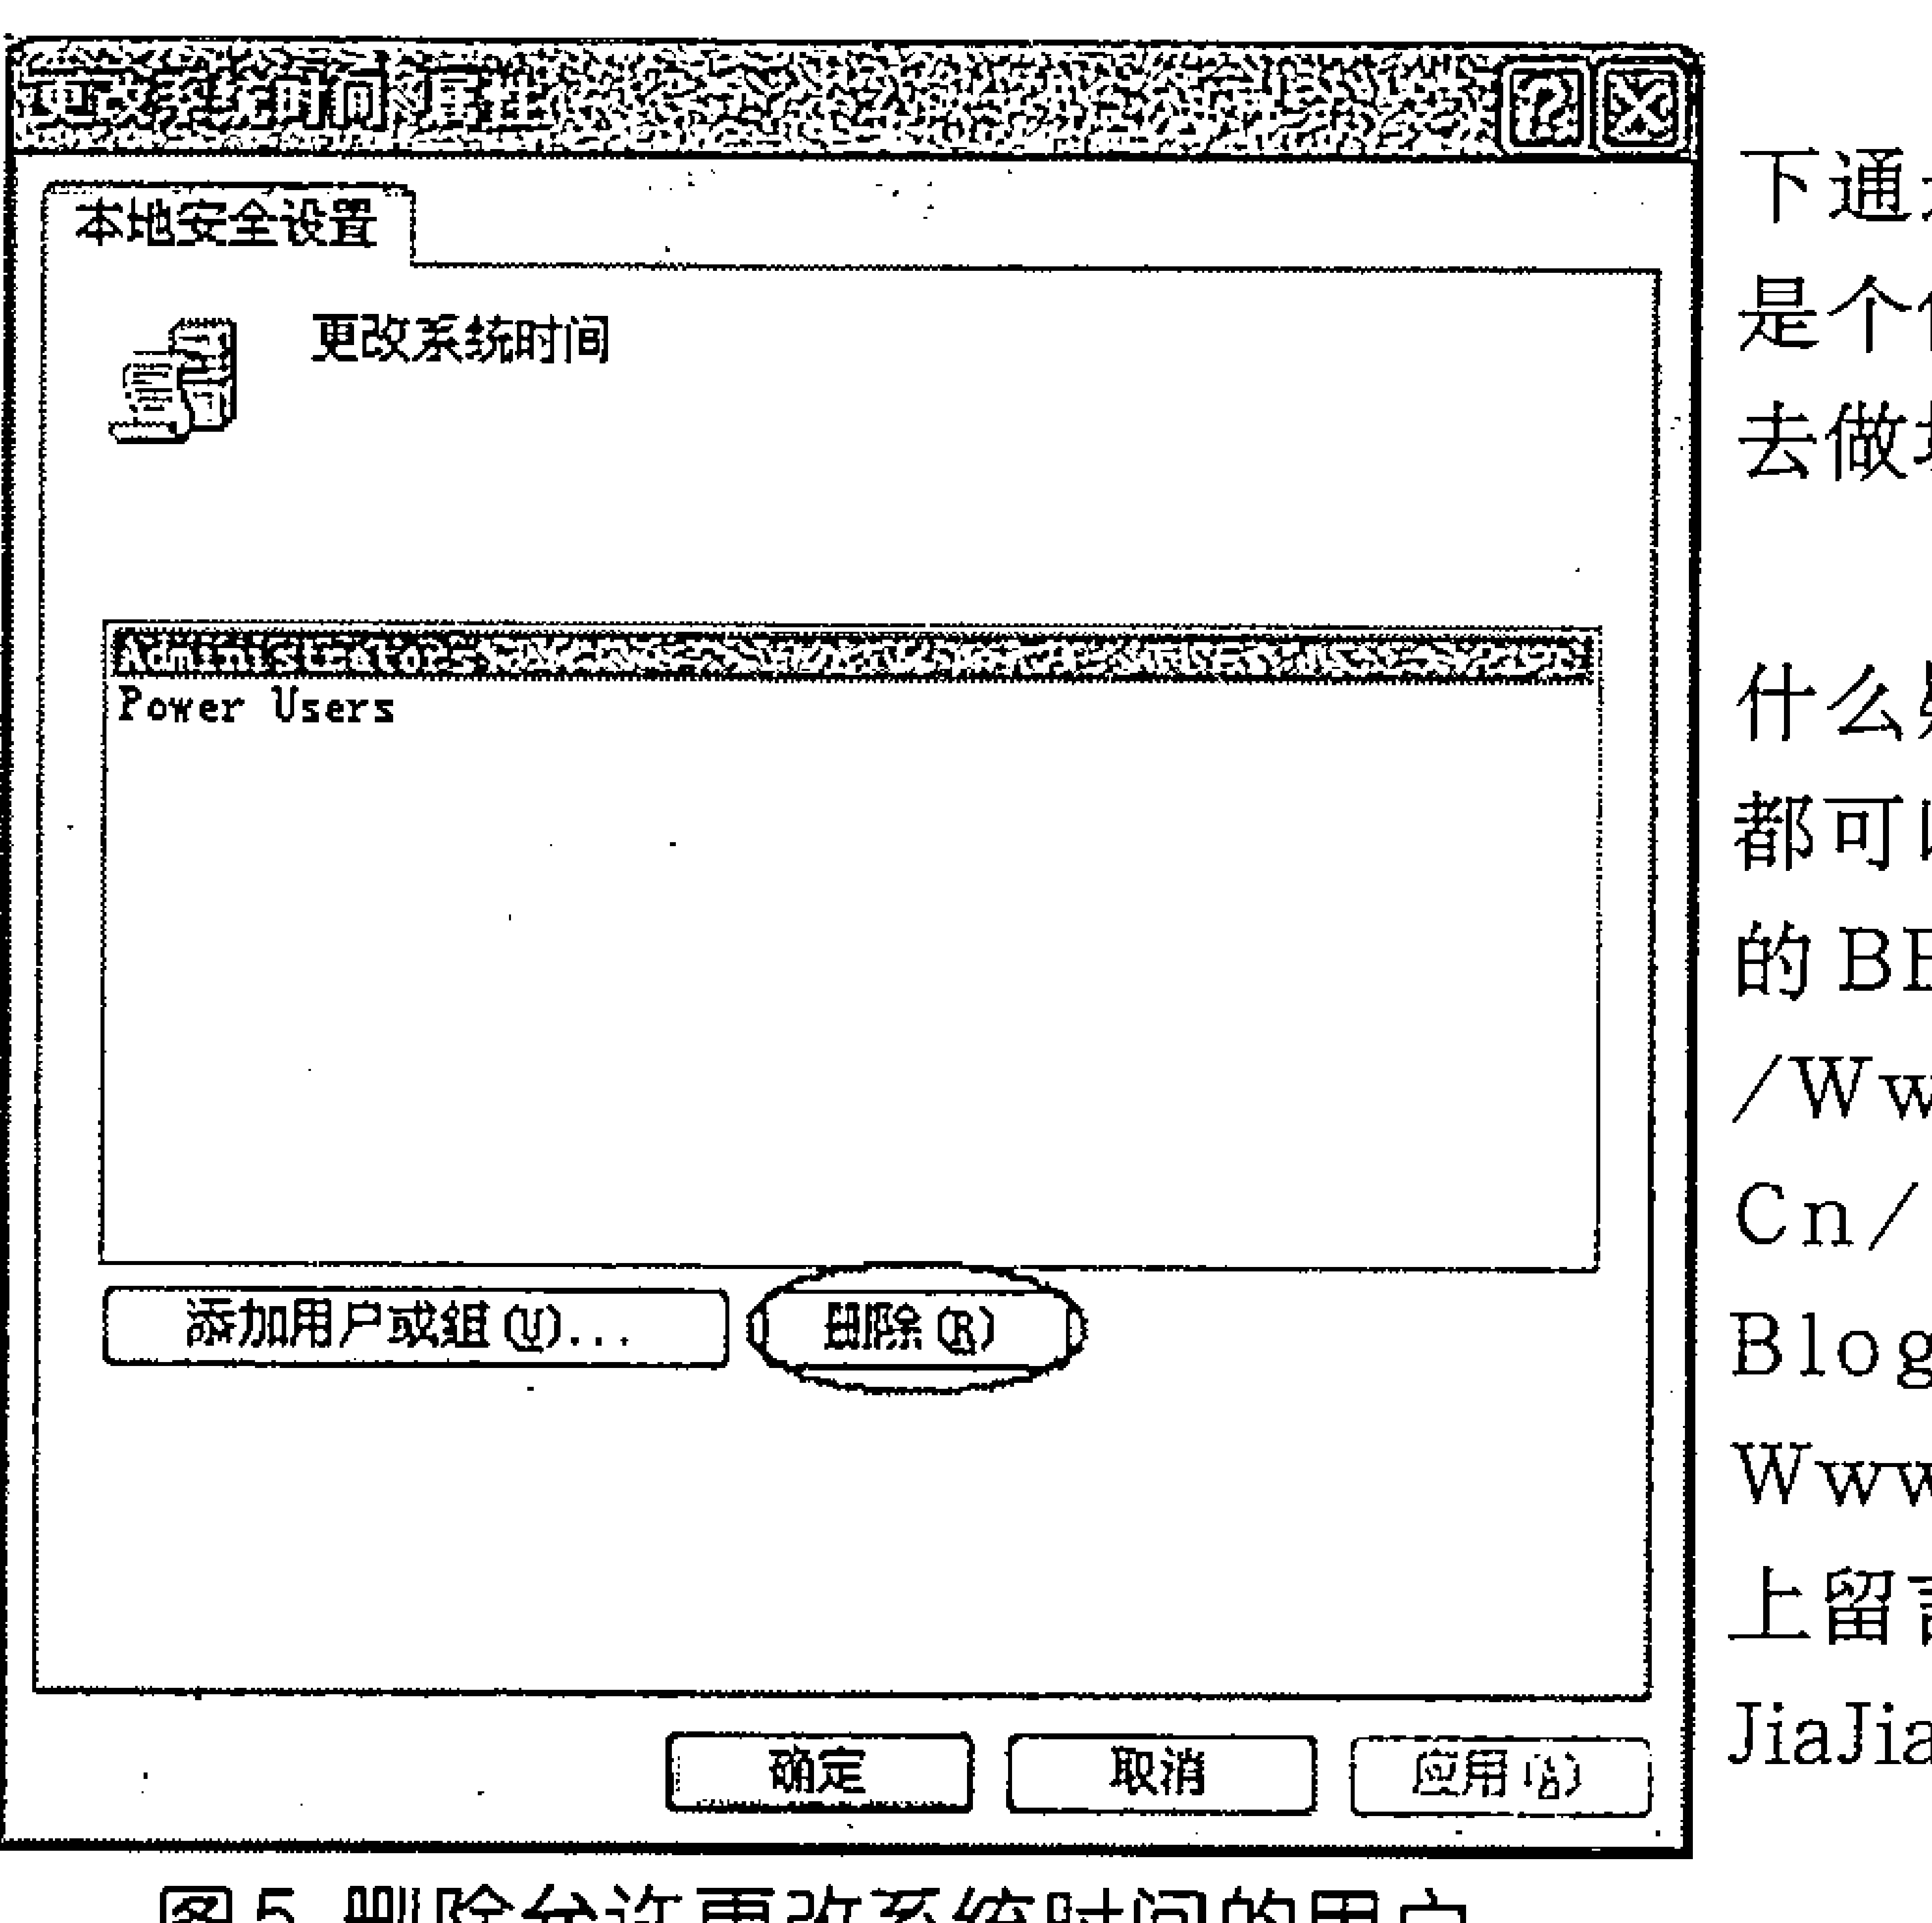 更改系统时间 属性
本地安全设置
更改系统时间
Administrators
Power Users
添加用户或组(U)...
删除(R)
确定
取消
应用(A)
图5 删除允许更改系统时间的用户
下通
是个
去做
什么
都可
的B
/Ww
Cn/
Blog
Www
上留
JiaJia